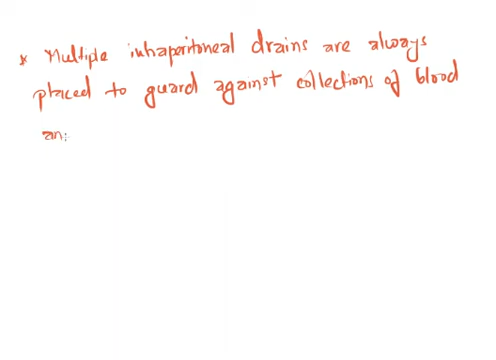 * Multiple intraperitoneal drains are always
placed to guard against collections of blood
an